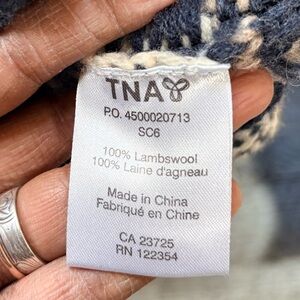 TNA
P.O. 4500020713
SC6
100% Lambswool
100% Laine d'agneau
Made in China
Fabriqué en Chine
CA 23725
RN 122354